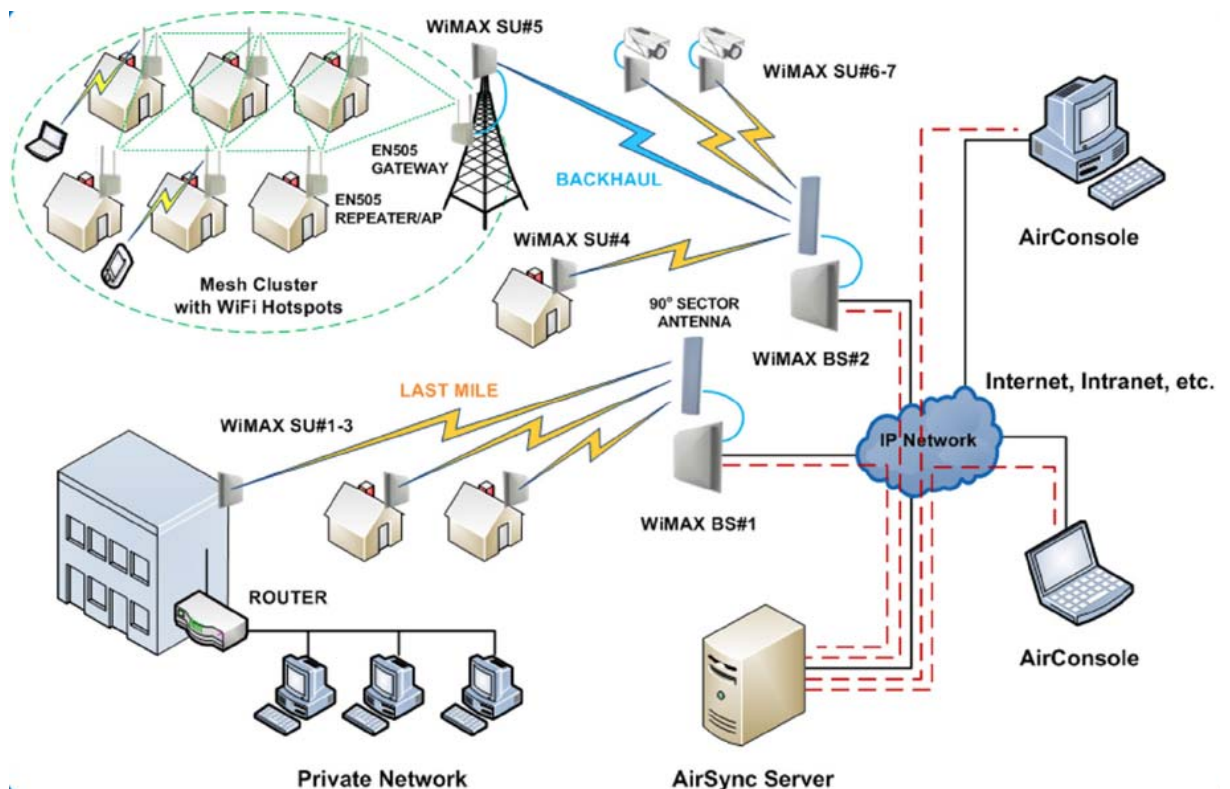 WiMAX SU#5
WiMAX SU#6-7
EN505
GATEWAY
BACKHAUL
EN505
REPEATER/AP
AirConsole
WiMAX SU#4
Mesh Cluster
with WiFi Hotspots
90° SECTOR
ANTENNA
WiMAX BS#2
Internet, Intranet, etc.
LAST MILE
WiMAX SU#1-3
IP Network
WiMAX BS#1
ROUTER
AirConsole
Private Network
AirSync Server